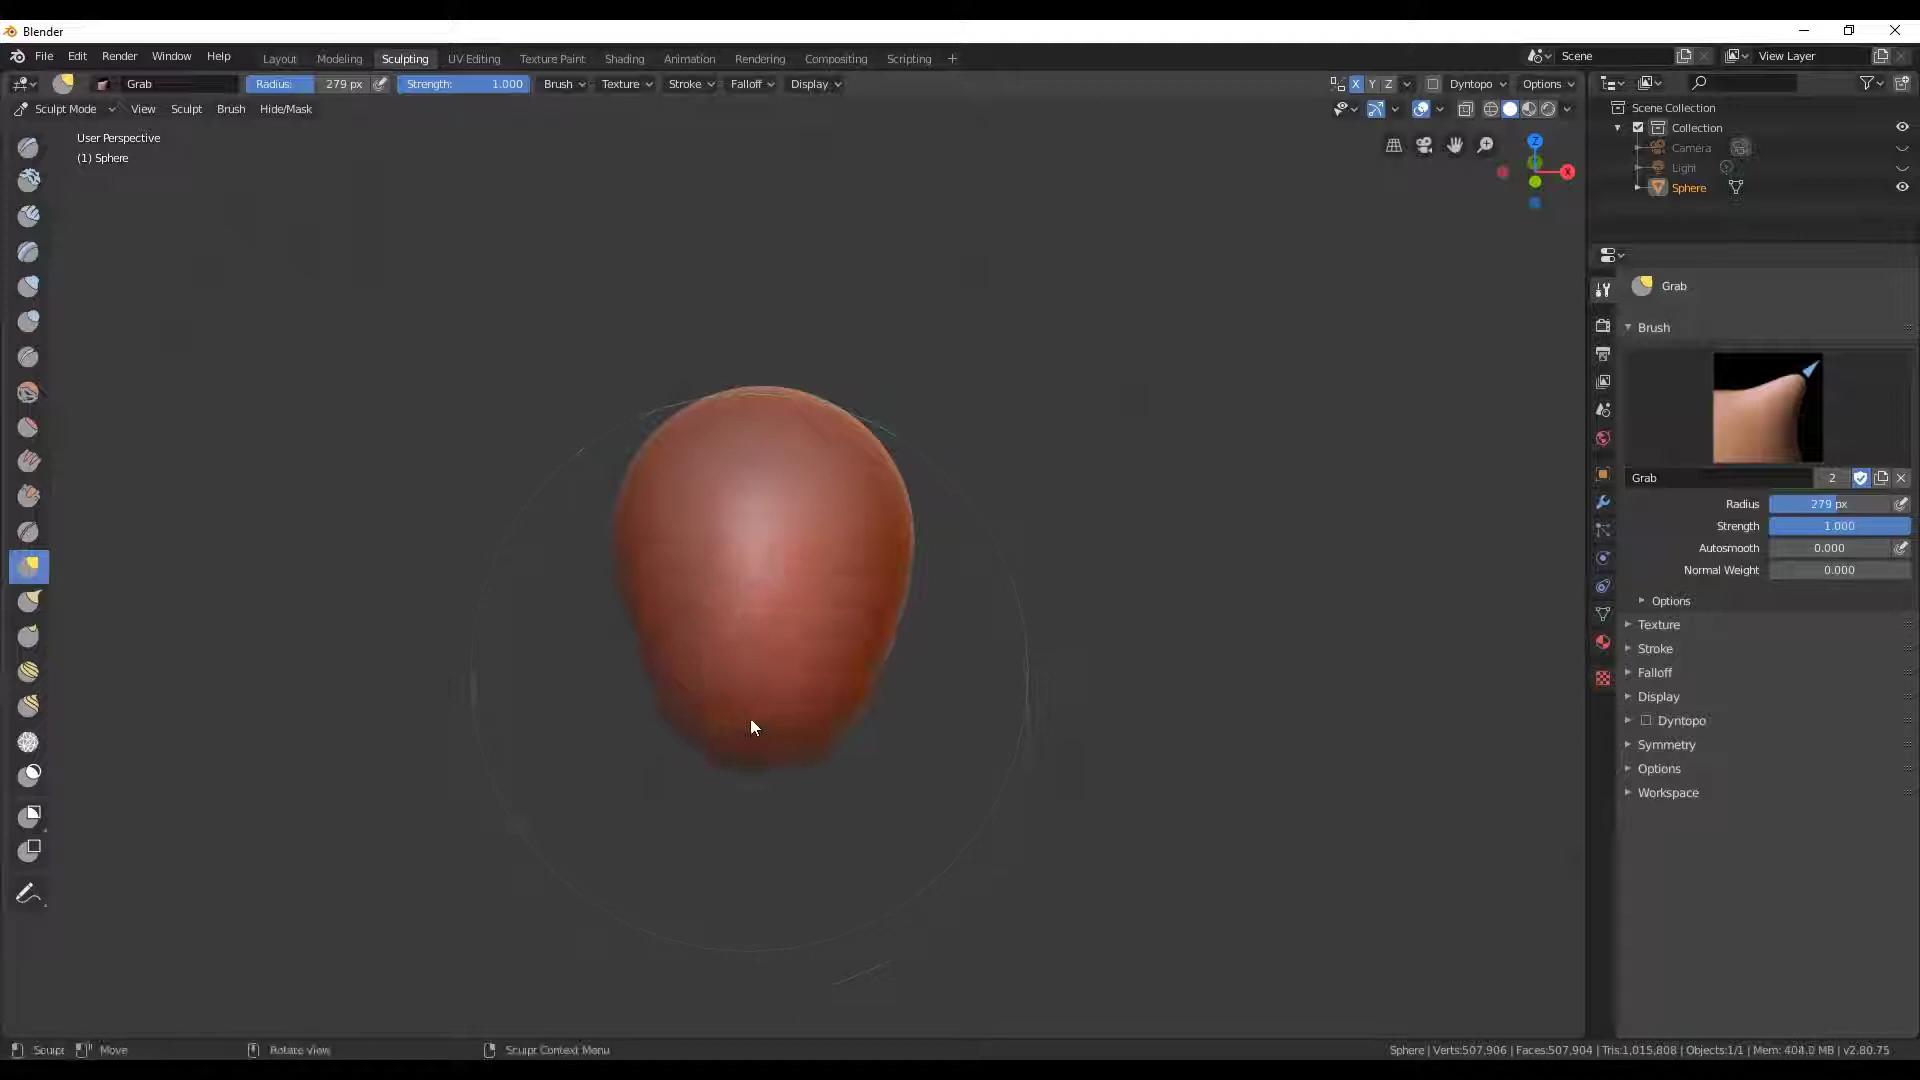 Blender
File Edit Render Window Help Layout Modeling Sculpting UV Editing Texture Paint Shading Animation Rendering Compositing Scripting + Scene View Layer
Grab Radius: 279 px Strength: 1.000 Brush Texture Stroke Falloff Display X Y Z Dyntopo Options
Sculpt Mode View Sculpt Brush Hide/Mask
User Perspective
(1) Sphere
Z
X
Scene Collection
Collection
Camera
Light
Sphere
Grab
Brush
Grab 2
Radius 279 px
Strength 1.000
Autosmooth 0.000
Normal Weight 0.000
Options
Texture
Stroke
Falloff
Display
Dyntopo
Symmetry
Options
Workspace
Sculpt Move Rotate View Sculpt Context Menu Sphere | Verts:507,906 | Faces:507,904 | Tris:1,015,808 | Objects:1/1 | Mem: 404.0 MB | v2.80.75